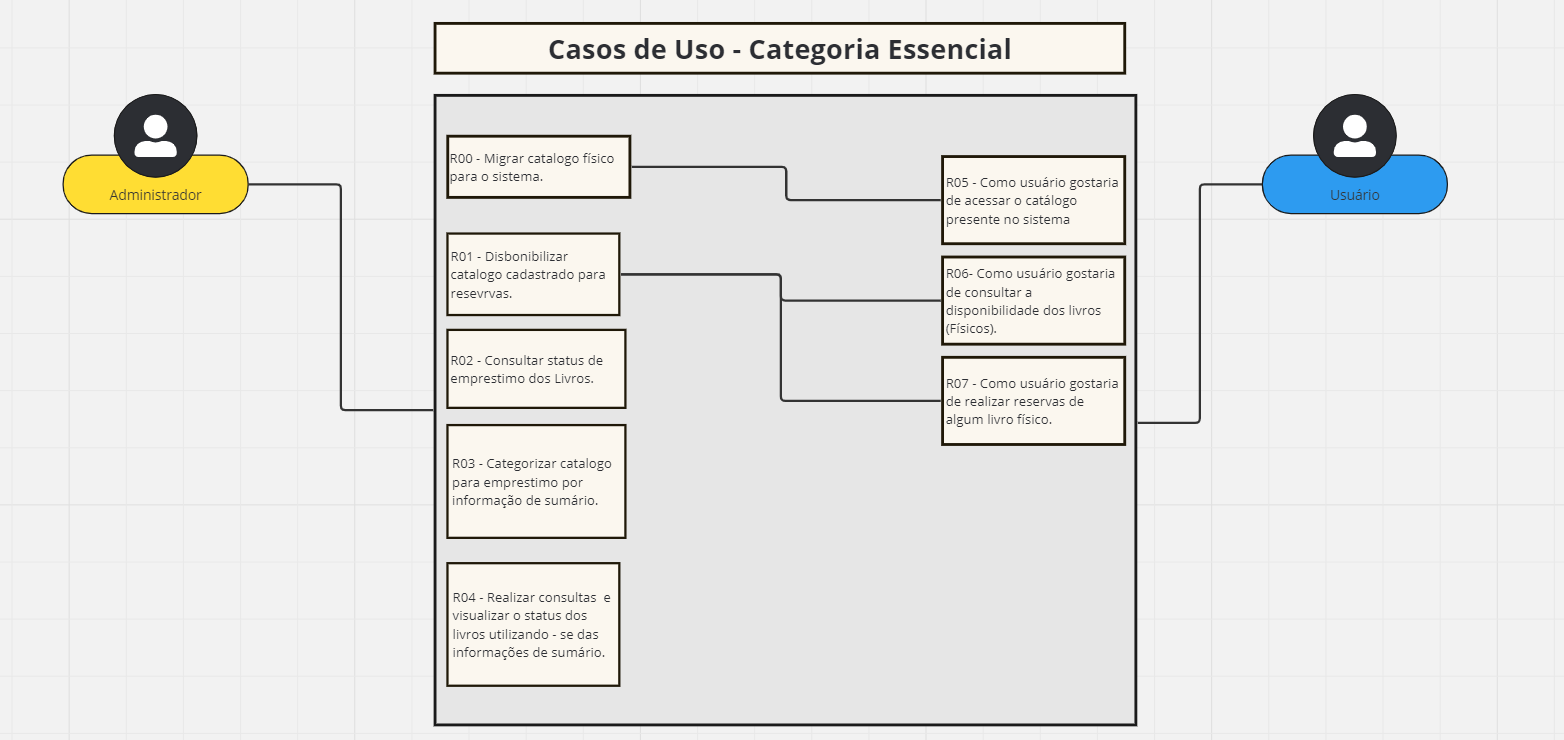 Casos de Uso - Categoria Essencial
Administrador
R00 - Migrar catalogo físico
para o sistema.
R01 - Disbonibilizar
catalogo cadastrado para
resevrvas.
R02 - Consultar status de
emprestimo dos Livros.
R03 - Categorizar catalogo
para emprestimo por
informação de sumário.
R04 - Realizar consultas  e
visualizar o status dos
livros utilizando - se das
informações de sumário.
R05 - Como usuário gostaria
de acessar o catálogo
presente no sistema
R06- Como usuário gostaria
de consultar a
disponibilidade dos livros
(Físicos).
R07 - Como usuário gostaria
de realizar reservas de
algum livro físico.
Usuário